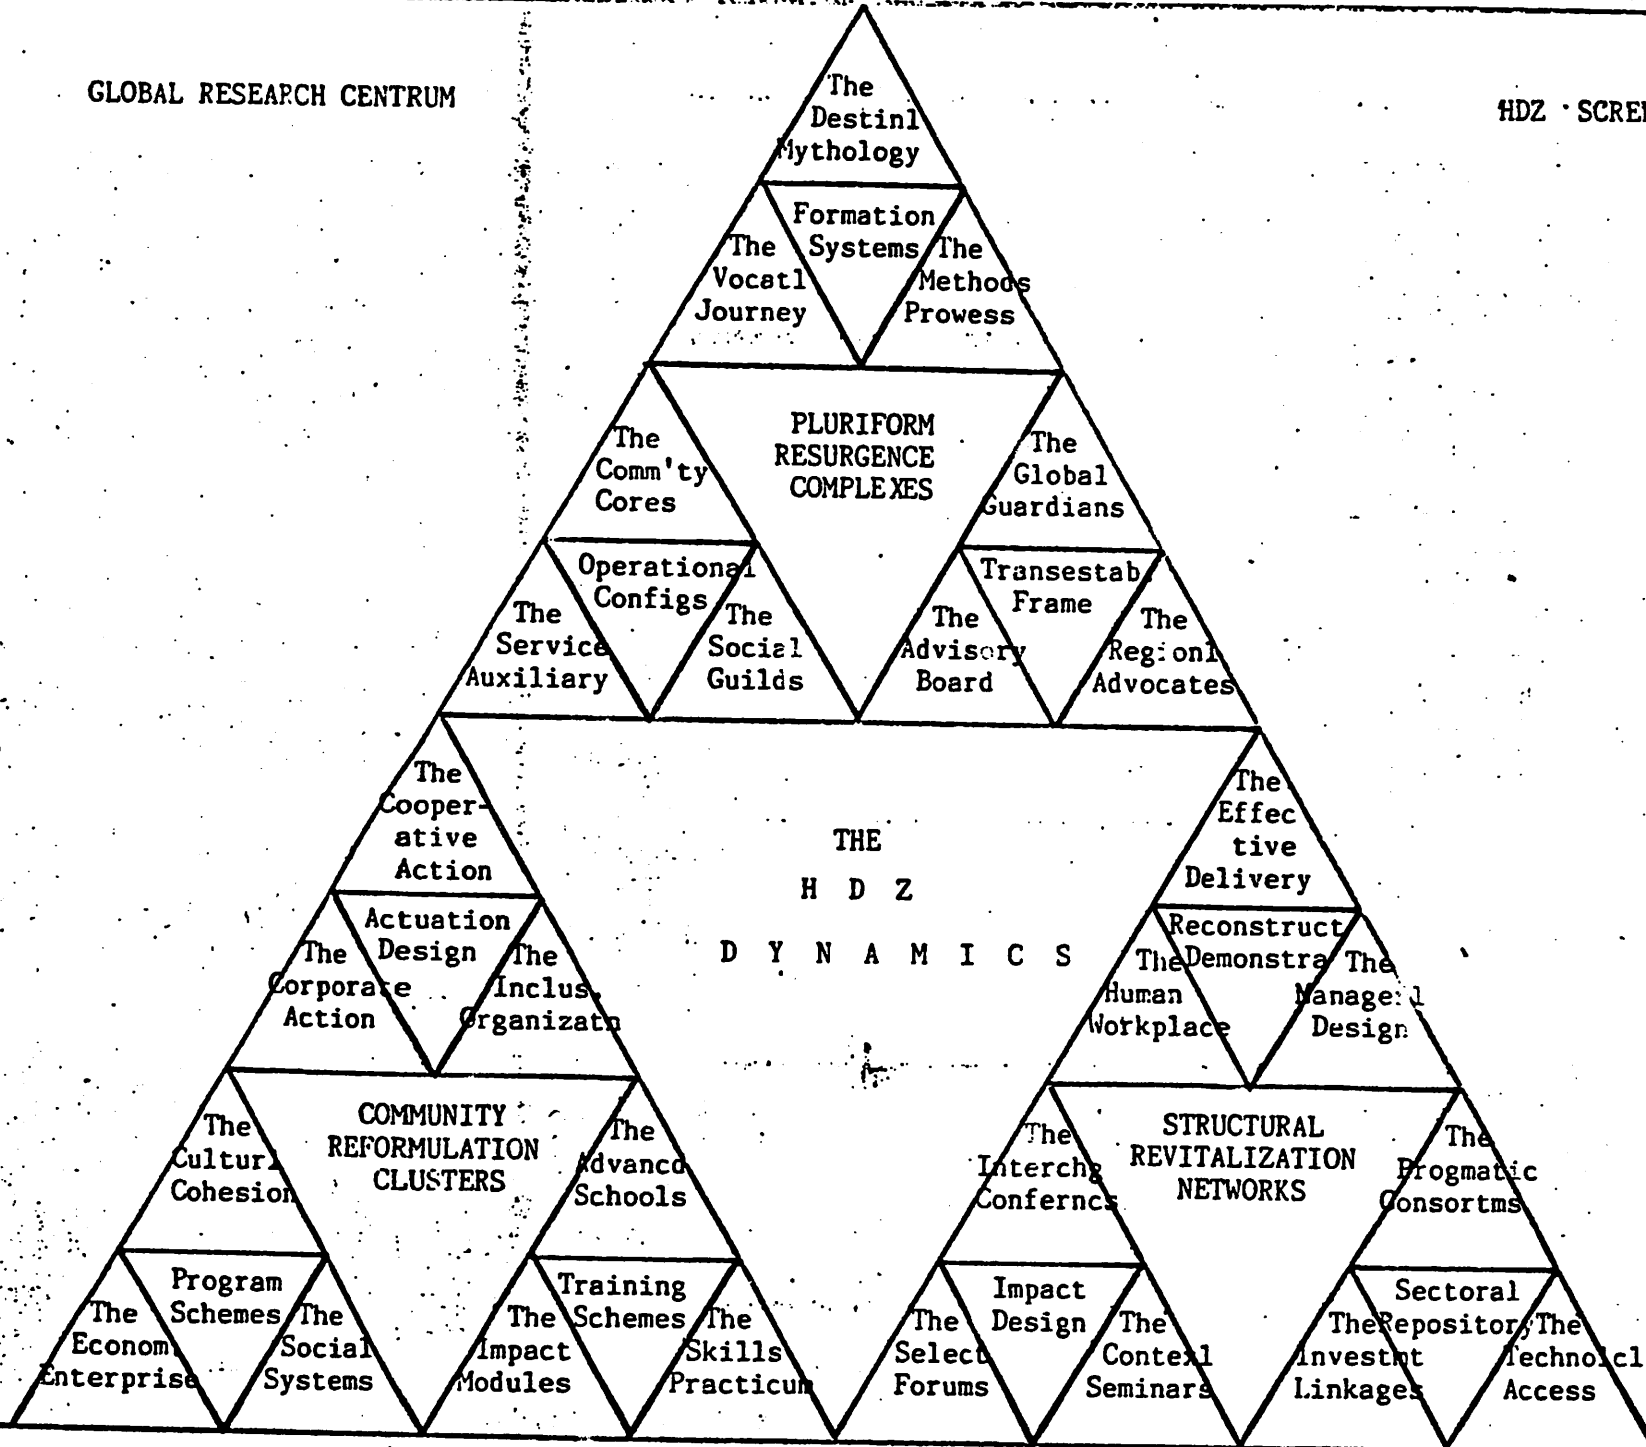 GLOBAL RESEARCH CENTRUM
HDZ SCREE
The
Destinl
Mythology
Formation
Systems
The
Vocatl
Journey
The
Methods
Prowess
PLURIFORM
RESURGENCE
COMPLEXES
The
Comm'ty
Cores
Operational
Configs
The
Service
Auxiliary
The
Social
Guilds
The
Global
Guardians
Transestab
Frame
The
Advisory
Board
The
Regionl
Advocates
THE
H D Z
D Y N A M I C S
The
Cooper-
ative
Action
Actuation
Design
The
Corporate
Action
The
Inclus.
Organizatn
COMMUNITY
REFORMULATION
CLUSTERS
The
Culturl
Cohesion
Program
Schemes
The
Econom
Enterprise
The
Social
Systems
The
Advancd
Schools
Training
Schemes
The
Impact
Modules
The
Skills
Practicum
The
Effec
tive
Delivery
Reconstruct
Demonstra
The
Human
Workplace
The
Design
STRUCTURAL
REVITALIZATION
NETWORKS
The
Interchg
Conferncs
Impact
Design
The
Select
Forums
The
Contexl
Seminars
The
Progmatic
Consortms
Sectoral
Repository
The
Investmt
Linkages
The
Technolcl
Access